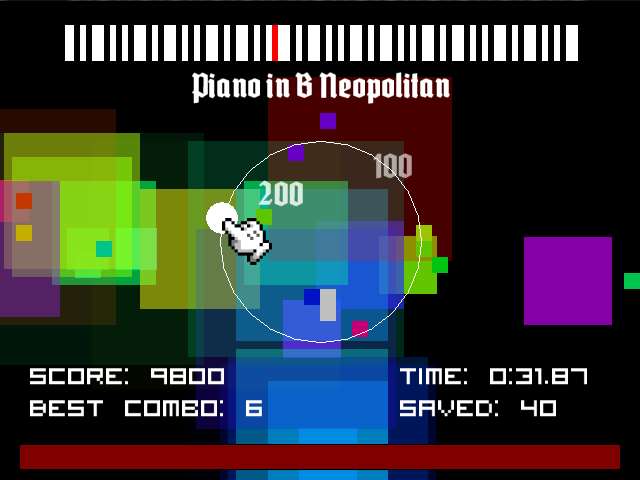 Piano in B Neopolitan
100
200
SCORE: 9800
TIME: 0:31.87
BEST COMBO: 6
SAVED: 40